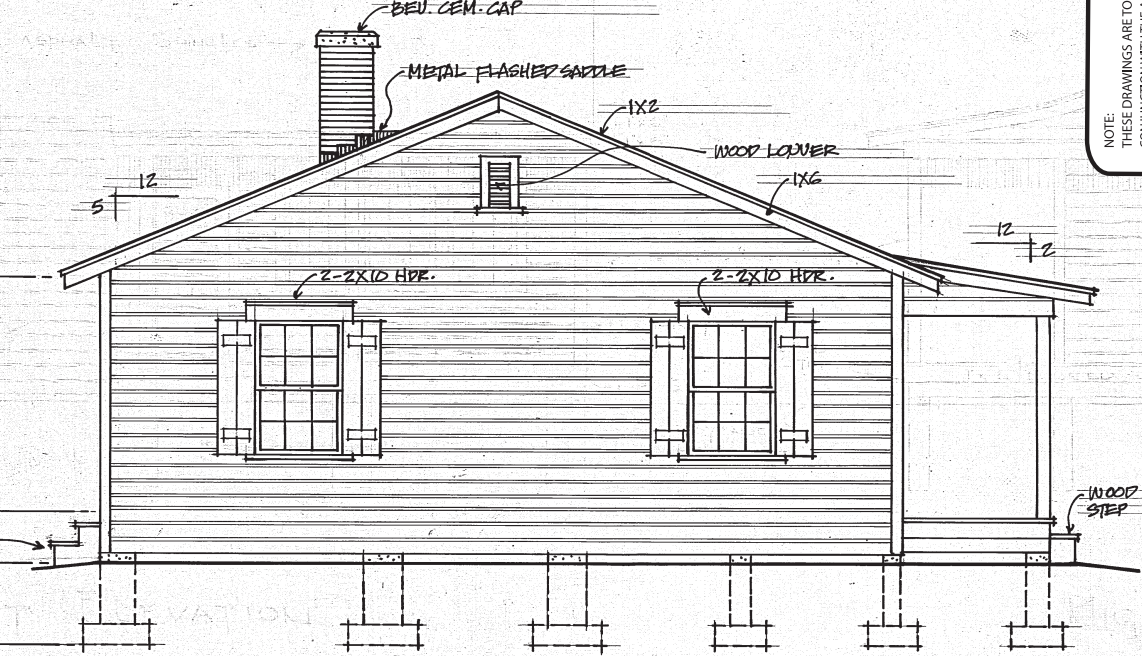 BEV. CEM. CAP
METAL FLASHED SADDLE
1X2
WOOD LOUVER
1X6
12
5
12
2
2-2X10 HDR.
2-2X10 HDR.
WOOD
STEP
NOTE:
THESE DRAWINGS ARE TO